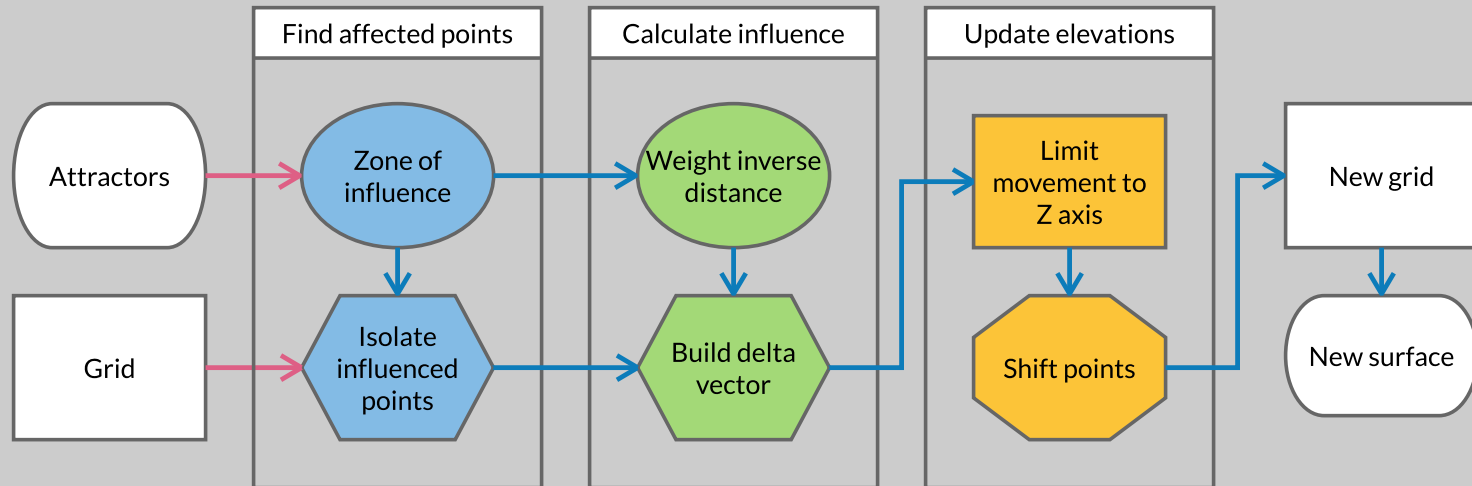 Find affected points
Calculate influence
Update elevations
Attractors
Zone of
influence
Weight inverse
distance
Limit
movement to
Z axis
New grid
Grid
Isolate
influenced
points
Build delta
vector
Shift points
New surface